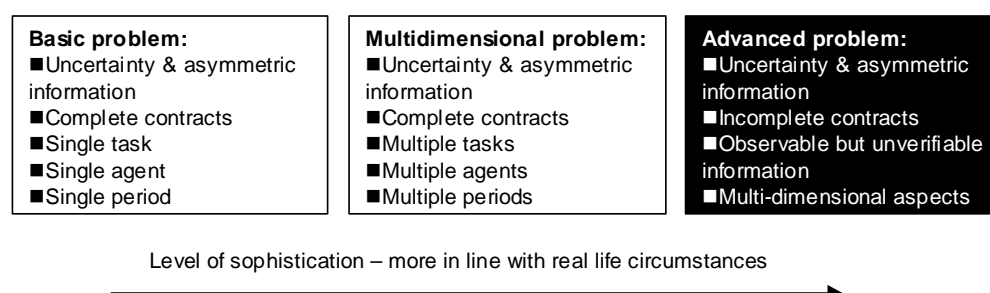 Basic problem:
■Uncertainty & asymmetric
information
■Complete contracts
■Single task
■Single agent
■Single period
Multidimensional problem:
■Uncertainty & asymmetric
information
■Complete contracts
■Multiple tasks
■Multiple agents
■Multiple periods
Advanced problem:
■Uncertainty & asymmetric
information
■Incomplete contracts
■Observable but unverifiable
information
■Multi-dimensional aspects
Level of sophistication – more in line with real life circumstances